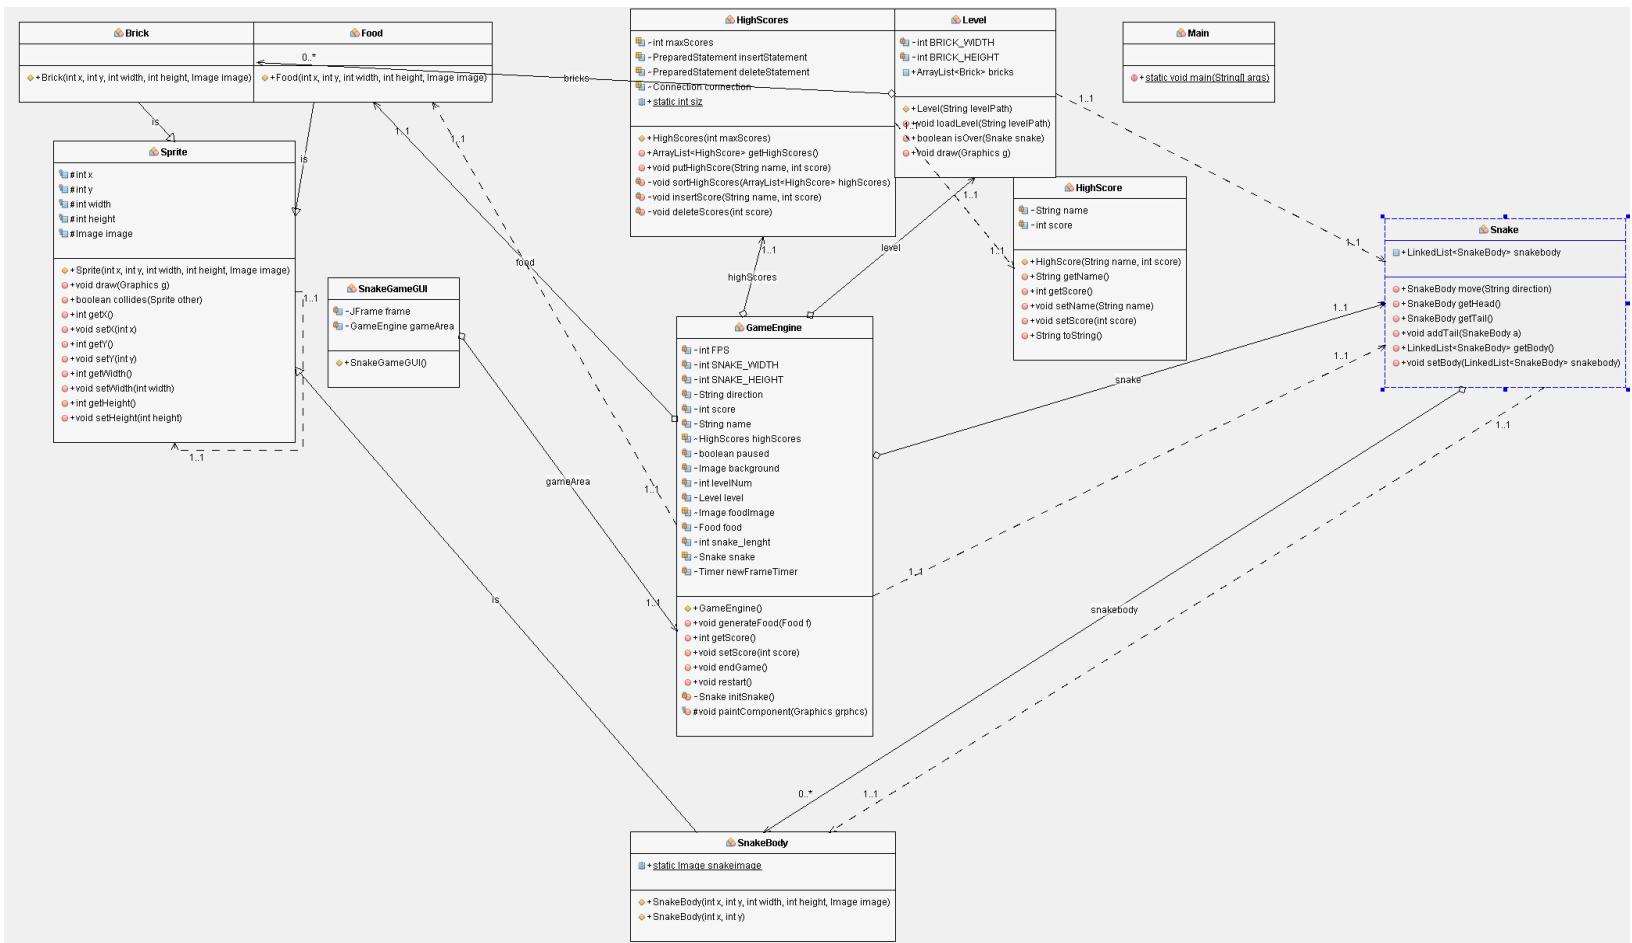 Brick
+Brick(int x, int y, int width, int height, Image image)
Food
+Food(int x, int y, int width, int height, Image image)
HighScores
-int maxScores
-PreparedStatement insertStatement
-PreparedStatement deleteStatement
-Connection connection
+static int siz
+HighScores(int maxScores)
+ArrayList<HighScore> getHighScores()
+void putHighScore(String name, int score)
-void sortHighScores(ArrayList<HighScore> highScores)
-void insertScore(String name, int score)
-void deleteScores(int score)
Level
-int BRICK_WIDTH
-int BRICK_HEIGHT
+ArrayList<Brick> bricks
+Level(String levelPath)
+void loadLevel(String levelPath)
+boolean isOver(Snake snake)
+void draw(Graphics g)
Main
+static void main(String[] args)
0..*
bricks
1..1
1..1
1..1
1..1
is
is
Sprite
#int x
#int y
#int width
#int height
#Image image
+Sprite(int x, int y, int width, int height, Image image)
+void draw(Graphics g)
+boolean collides(Sprite other)
+int getX()
+void setX(int x)
+int getY()
+void setY(int y)
+int getWidth()
+void setWidth(int width)
+int getHeight()
+void setHeight(int height)
1..1
1..1
SnakeGameGUI
-JFrame frame
-GameEngine gameArea
+SnakeGameGUI()
HighScore
-String name
-int score
+HighScore(String name, int score)
+String getName()
+int getScore()
+void setName(String name)
+void setScore(int score)
+String toString()
1..1
1..1
1..1
1..1
food
highScores
level
Snake
+LinkedList<SnakeBody> snakebody
+SnakeBody move(String direction)
+SnakeBody getHead()
+SnakeBody getTail()
+void addTail(SnakeBody a)
+LinkedList<SnakeBody> getBody()
+void setBody(LinkedList<SnakeBody> snakebody)
GameEngine
-int FPS
-int SNAKE_WIDTH
-int SNAKE_HEIGHT
-String direction
-int score
-String name
-HighScores highScores
-boolean paused
-Image background
-int levelNum
-Level level
-Image foodImage
-Food food
-int snake_lenght
-Snake snake
-Timer newFrameTimer
+GameEngine()
+void generateFood(Food f)
+int getScore()
+void setScore(int score)
+void endGame()
+void restart()
-Snake initSnake()
#void paintComponent(Graphics grphcs)
1..1
1..1
snake
1..1
gameArea
1..1
1..1
1..1
is
snakebody
0..*
1..1
SnakeBody
+static Image snakeimage
+SnakeBody(int x, int y, int width, int height, Image image)
+SnakeBody(int x, int y)